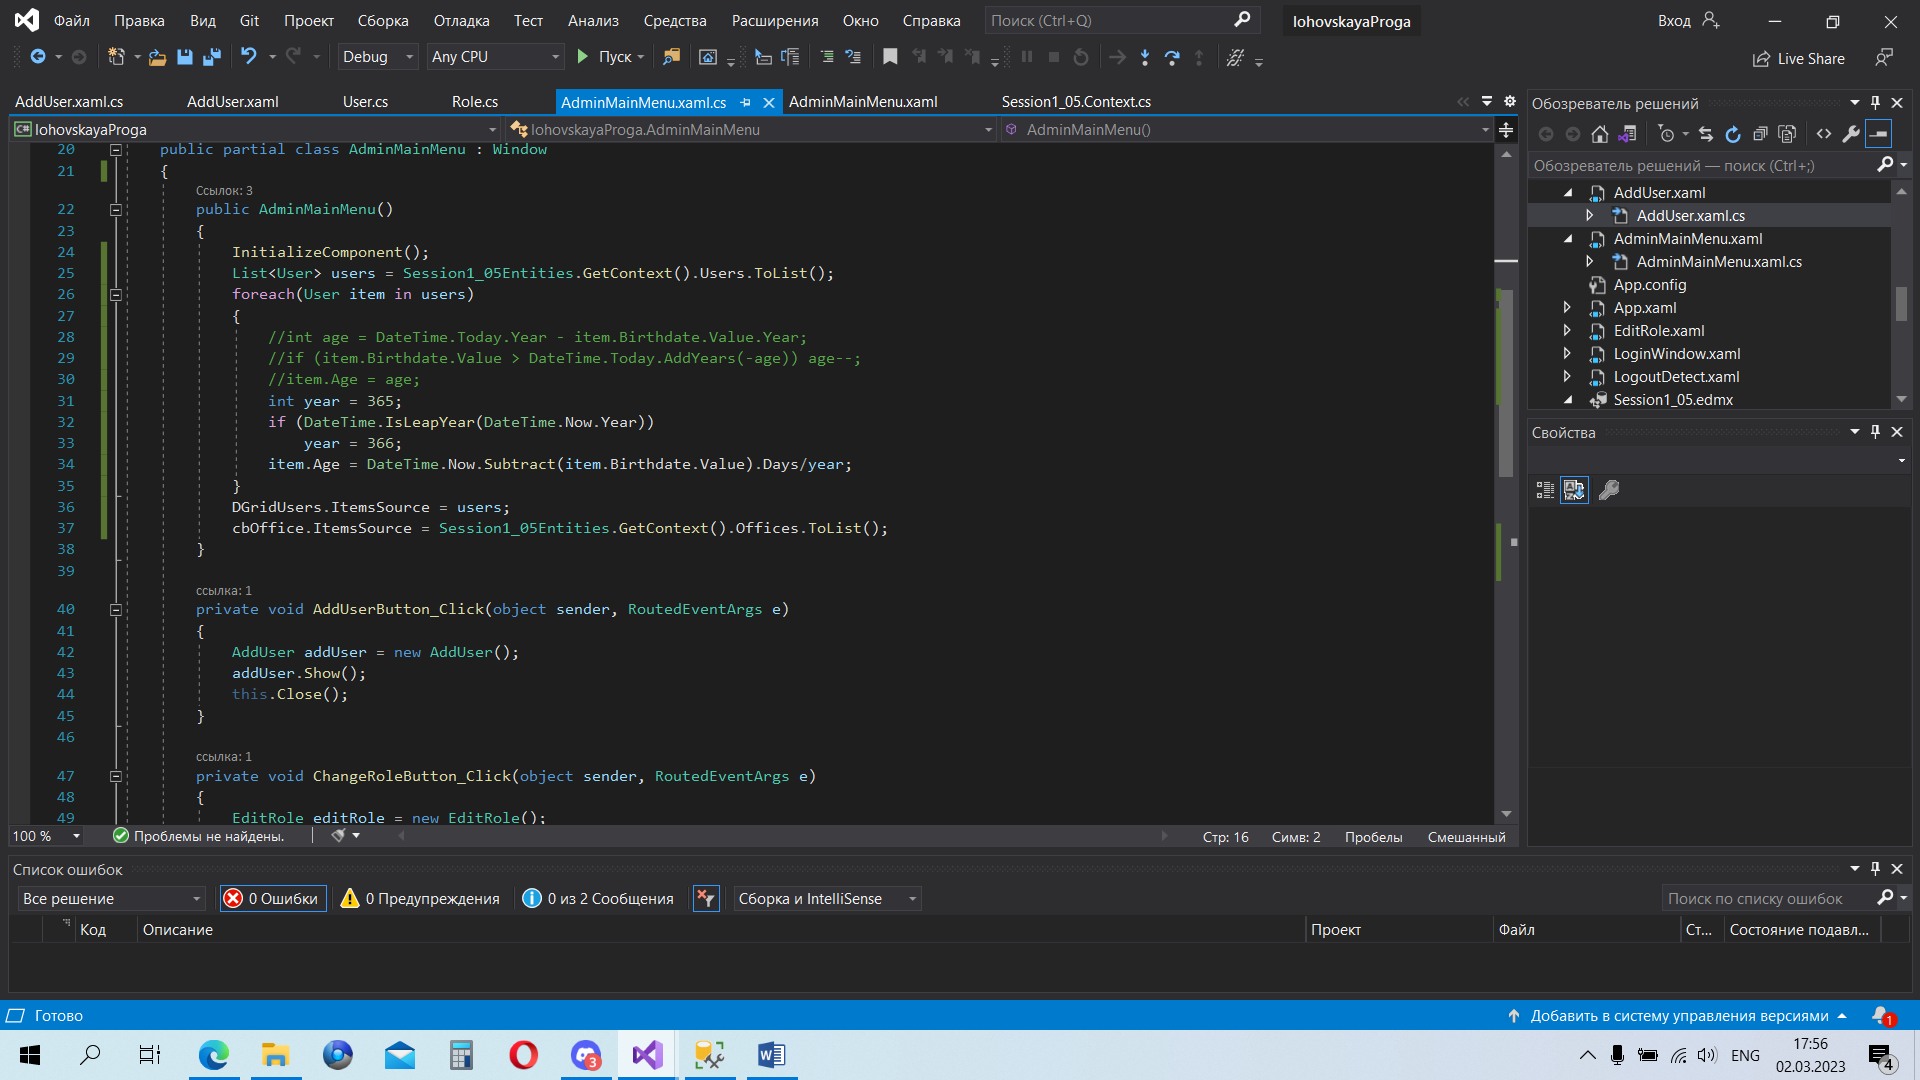 Файл Правка Вид Git Проект Сборка Отладка Тест Анализ Средства Расширения Окно Справка Поиск (Ctrl+Q) IohovskayaProga Вход
Debug Any CPU Пуск Live Share
AddUser.xaml.cs AddUser.xaml User.cs Role.cs AdminMainMenu.xaml.cs AdminMainMenu.xaml Session1_05.Context.cs
IohovskayaProga IohovskayaProga.AdminMainMenu AdminMainMenu()
20 public partial class AdminMainMenu : Window
21 {
Ссылок: 3
22 public AdminMainMenu()
23 {
24 InitializeComponent();
25 List<User> users = Session1_05Entities.GetContext().Users.ToList();
26 foreach(User item in users)
27 {
28 //int age = DateTime.Today.Year - item.Birthdate.Value.Year;
29 //if (item.Birthdate.Value > DateTime.Today.AddYears(-age)) age--;
30 //item.Age = age;
31 int year = 365;
32 if (DateTime.IsLeapYear(DateTime.Now.Year))
33 year = 366;
34 item.Age = DateTime.Now.Subtract(item.Birthdate.Value).Days/year;
35 }
36 DGridUsers.ItemsSource = users;
37 cbOffice.ItemsSource = Session1_05Entities.GetContext().Offices.ToList();
38 }
39
ссылка: 1
40 private void AddUserButton_Click(object sender, RoutedEventArgs e)
41 {
42 AddUser addUser = new AddUser();
43 addUser.Show();
44 this.Close();
45 }
46
ссылка: 1
47 private void ChangeRoleButton_Click(object sender, RoutedEventArgs e)
48 {
49 EditRole editRole = new EditRole();
100 % Проблемы не найдены. Стр: 16 Симв: 2 Пробелы Смешанный
Обозреватель решений
Обозреватель решений — поиск (Ctrl+;)
AddUser.xaml
AddUser.xaml.cs
AdminMainMenu.xaml
AdminMainMenu.xaml.cs
App.config
App.xaml
EditRole.xaml
LoginWindow.xaml
LogoutDetect.xaml
Session1_05.edmx
Свойства
Список ошибок
Все решение 0 Ошибки 0 Предупреждения 0 из 2 Сообщения Сборка и IntelliSense Поиск по списку ошибок
Код Описание Проект Файл Ст... Состояние подавл...
Готово Добавить в систему управления версиями 1
3 ENG 17:56
02.03.2023 4